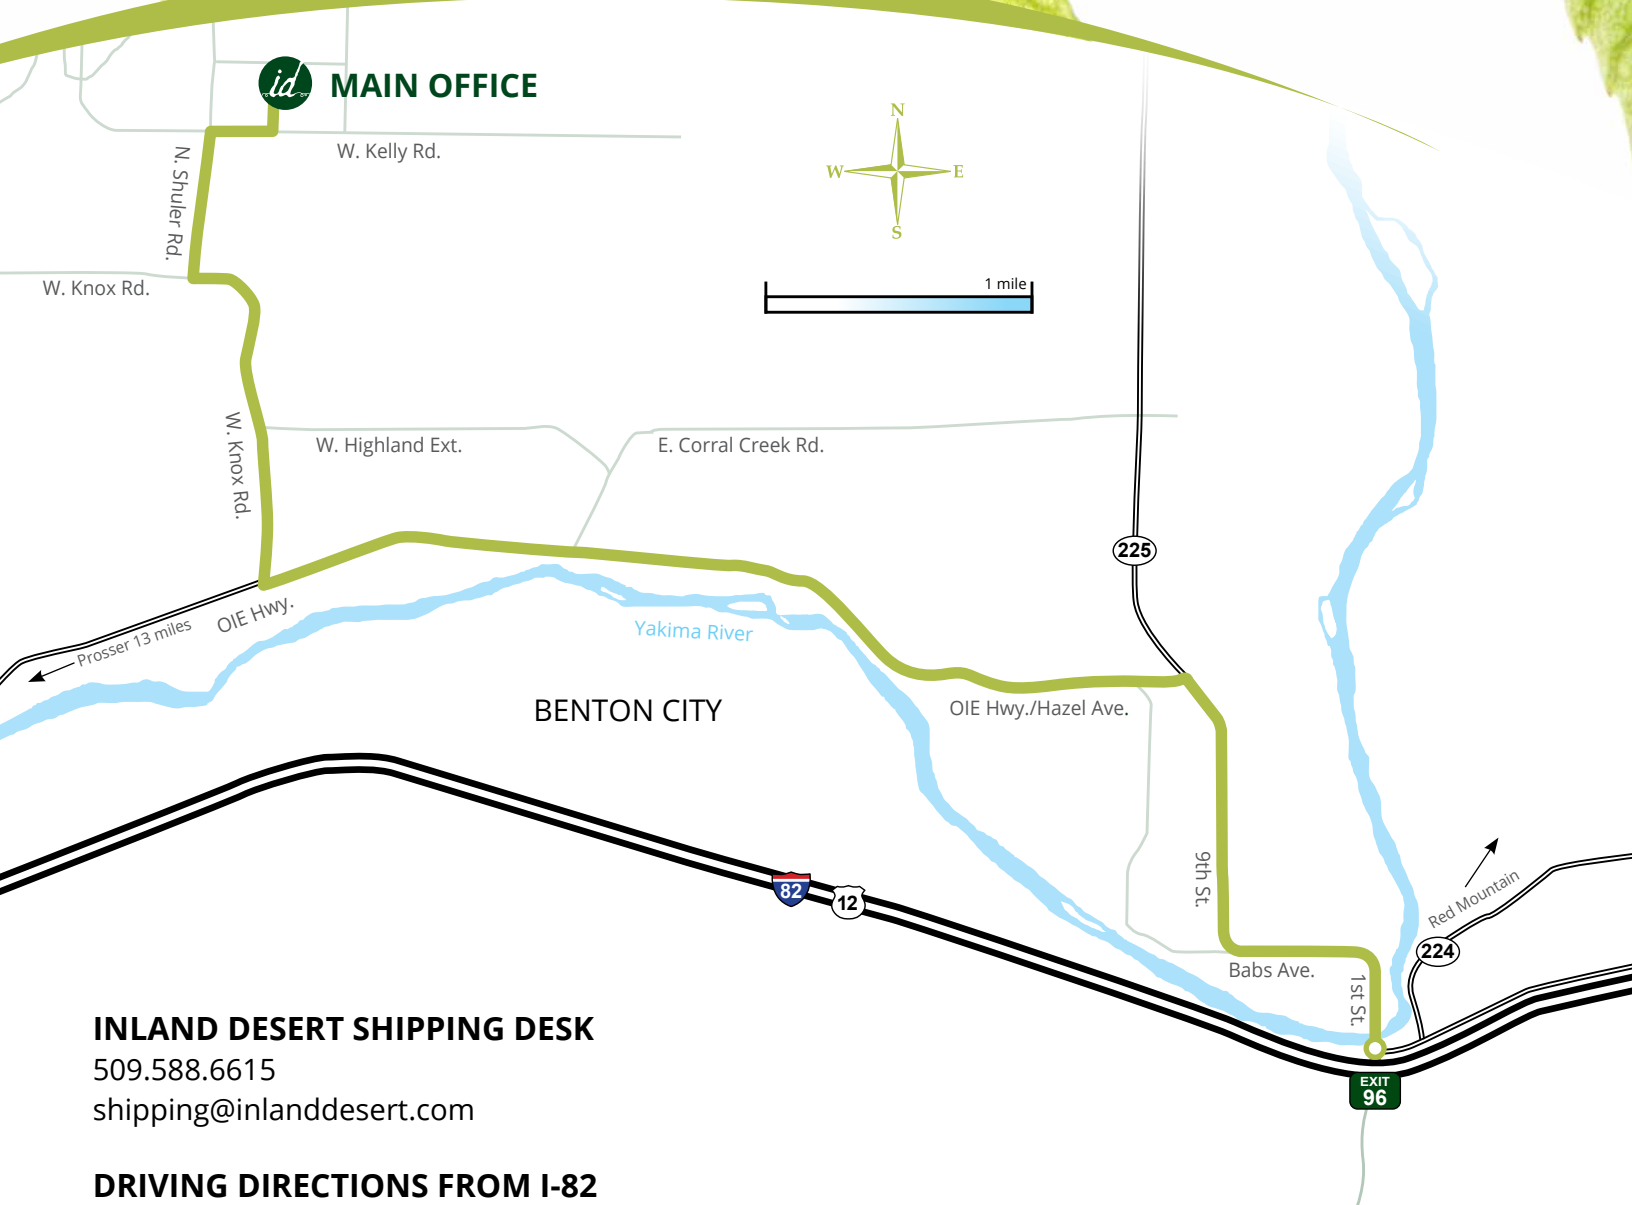 id MAIN OFFICE
N
W E
S
W. Kelly Rd.
N. Shuler Rd.
1 mile
W. Knox Rd.
W. Knox Rd.
W. Highland Ext.
E. Corral Creek Rd.
225
OIE Hwy.
Prosser 13 miles
Yakima River
BENTON CITY
OIE Hwy./Hazel Ave.
82
12
9th St.
Red Mountain
224
Babs Ave.
1st St.
EXIT
96
INLAND DESERT SHIPPING DESK
509.588.6615
shipping@inlanddesert.com
DRIVING DIRECTIONS FROM I-82